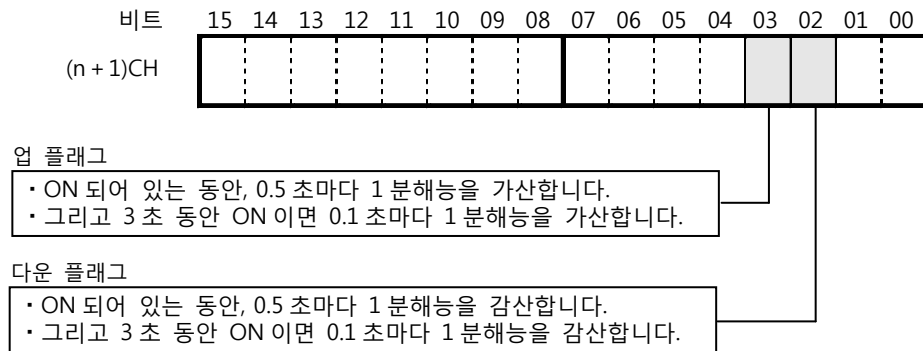 비트 15 14 13 12 11 10 09 08 07 06 05 04 03 02 01 00
(n + 1)CH
업 플래그
・ON 되어 있는 동안, 0.5 초마다 1 분해능을 가산합니다.
・그리고 3 초 동안 ON 이면 0.1 초마다 1 분해능을 가산합니다.
다운 플래그
・ON 되어 있는 동안, 0.5 초마다 1 분해능을 감산합니다.
・그리고 3 초 동안 ON 이면 0.1 초마다 1 분해능을 감산합니다.